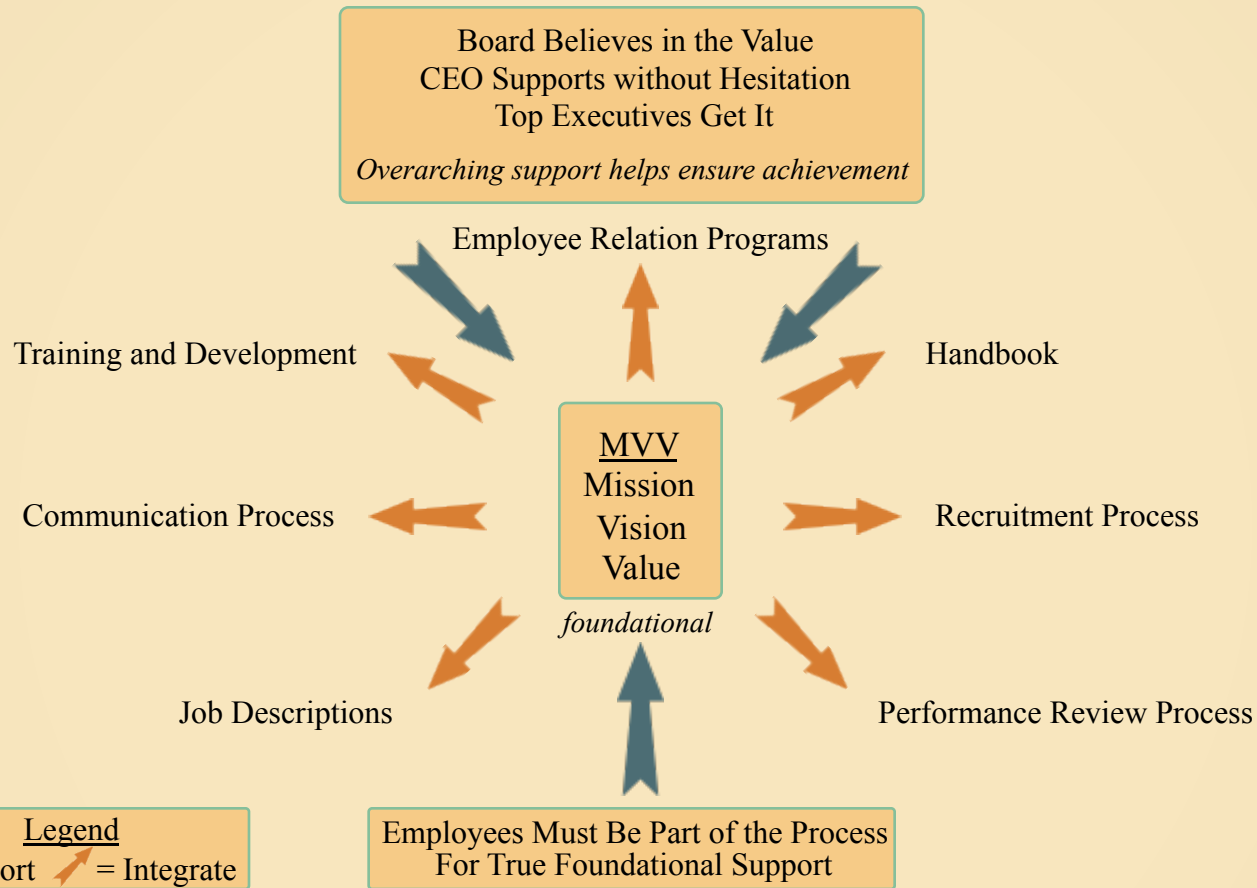 Board Believes in the Value
CEO Supports without Hesitation
Top Executives Get It
Overarching support helps ensure achievement
Employee Relation Programs
Training and Development
Handbook
MVV
Mission
Vision
Value
foundational
Communication Process
Recruitment Process
Job Descriptions
Performance Review Process
Legend
= Integrate
Employees Must Be Part of the Process
For True Foundational Support